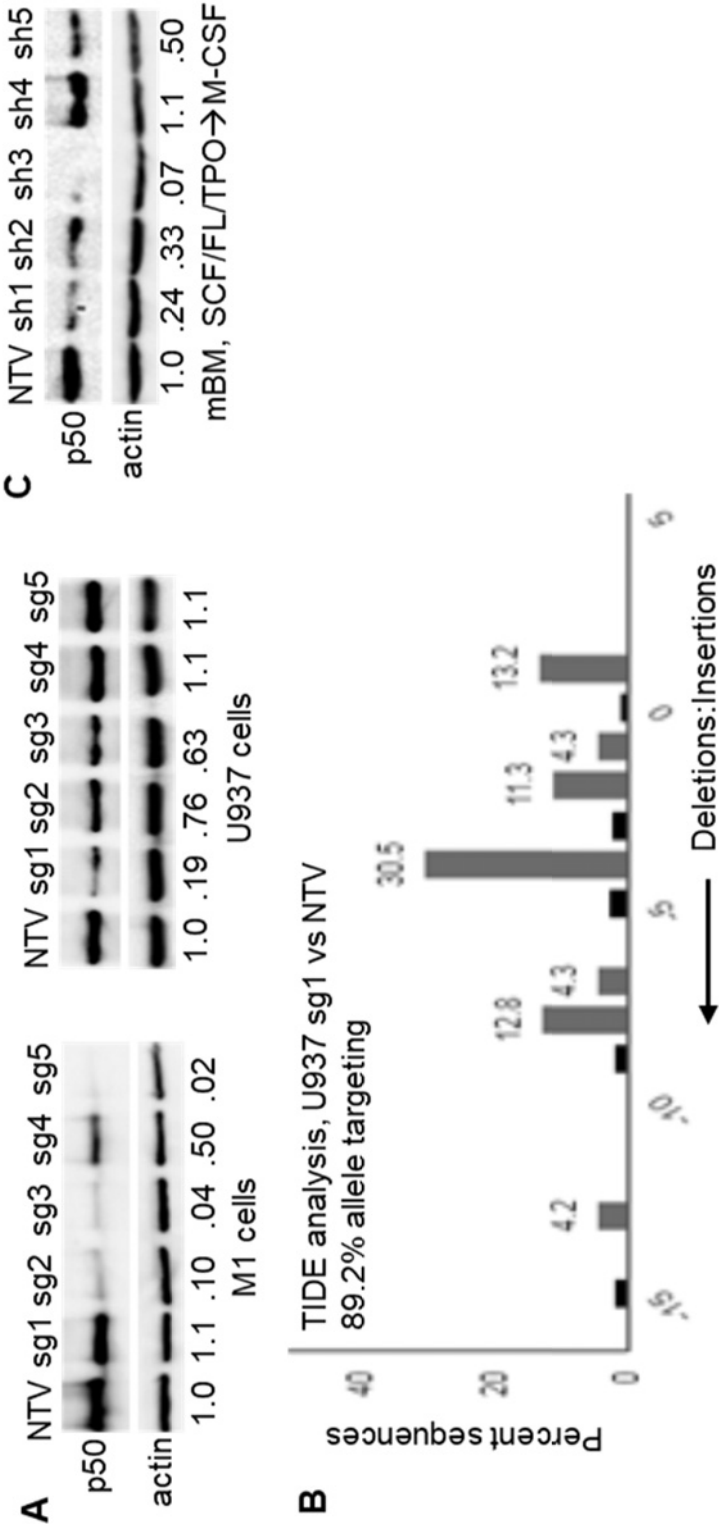 A
NTV sg1 sg2 sg3 sg4 sg5
p50
actin
1.0 1.1 .10 .04 .50 .02
M1 cells
NTV sg1 sg2 sg3 sg4 sg5
1.0 .19 .76 .63 1.1 1.1
U937 cells
C
NTV sh1 sh2 sh3 sh4 sh5
p50
actin
1.0 .24 .33 .07 1.1 .50
mBM, SCF/FL/TPO→M-CSF
B
TIDE analysis, U937 sg1 vs NTV
89.2% allele targeting
Percent sequences
40
20
0
4.2
12.8
4.3
30.5
11.3
4.3
13.2
-15
-10
-5
0
5
Deletions:Insertions